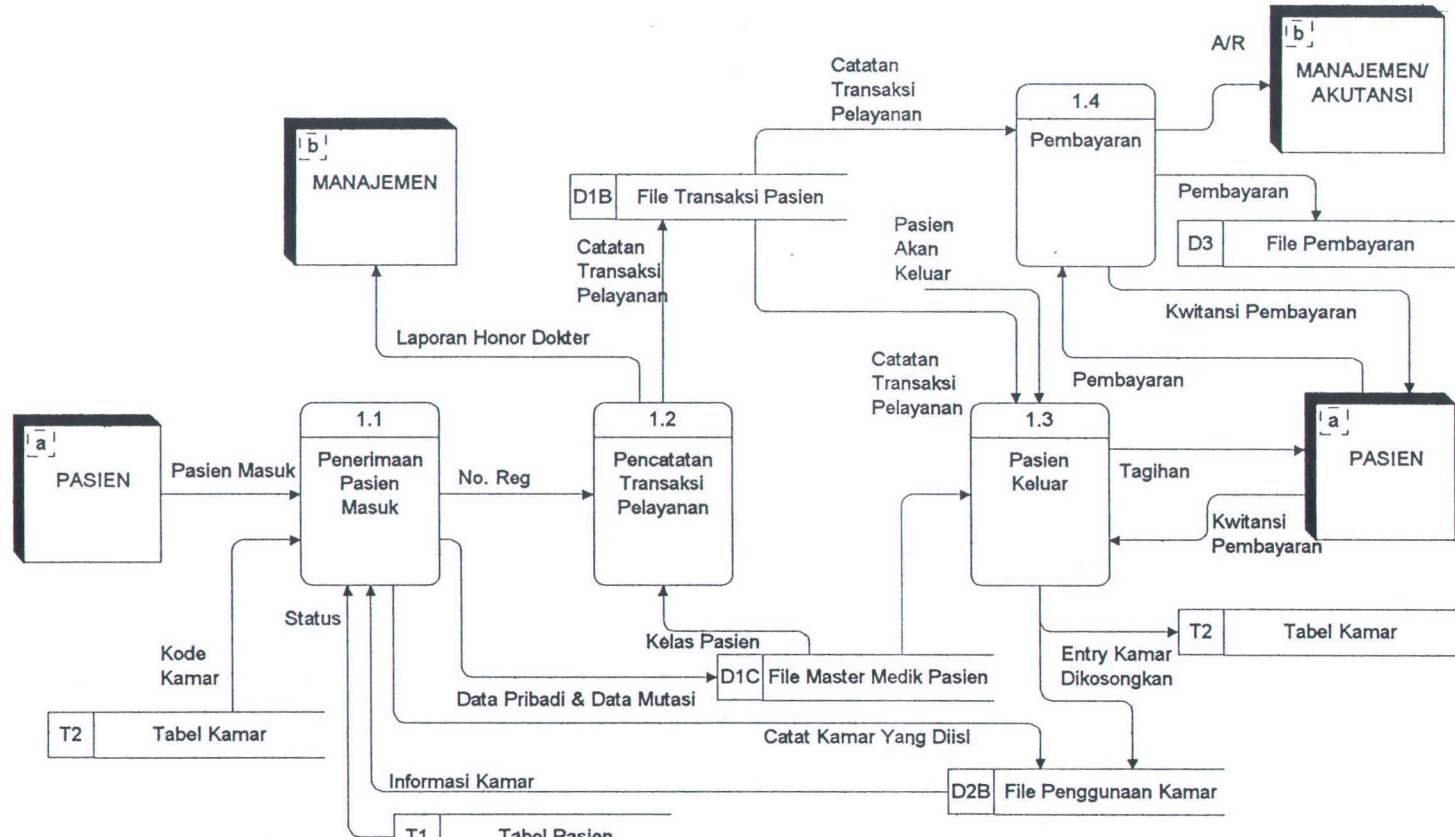 A/R
b
MANAJEMEN/
AKUTANSI
Catatan
Transaksi
Pelayanan
1.4
Pembayaran
b
MANAJEMEN
D1B
File Transaksi Pasien
Pembayaran
D3
File Pembayaran
Pasien
Akan
Keluar
Catatan
Transaksi
Pelayanan
Kwitansi Pembayaran
Laporan Honor Dokter
Catatan
Transaksi
Pelayanan
Pembayaran
a
PASIEN
Pasien Masuk
1.1
Penerimaan
Pasien
Masuk
No. Reg
1.2
Pencatatan
Transaksi
Pelayanan
1.3
Pasien
Keluar
Tagihan
a
PASIEN
Kwitansi
Pembayaran
Status
Kode
Kamar
Kelas Pasien
D1C
File Master Medik Pasien
Entry Kamar
Dikosongkan
T2
Tabel Kamar
Data Pribadi & Data Mutasi
T2
Tabel Kamar
Catat Kamar Yang Diisi
Informasi Kamar
D2B
File Penggunaan Kamar
T1
Tabel Pasien